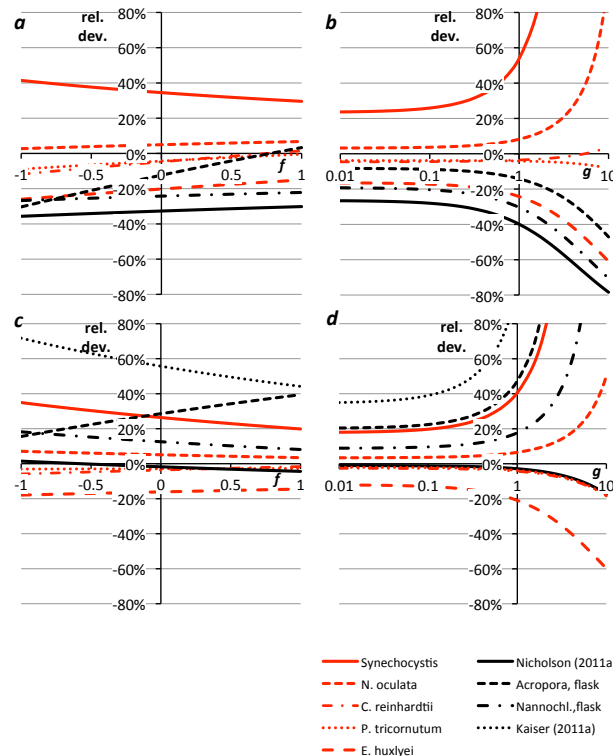 a
rel.
dev.
80%
60%
40%
20%
0%
-20%
-40%
-60%
-80%
-1
-0.5
0
0.5
1
f
b
rel.
dev.
80%
60%
40%
20%
0%
-20%
-40%
-60%
-80%
0.01
0.1
1
10
g
c
rel.
dev.
80%
60%
40%
20%
0%
-20%
-40%
-60%
-80%
-1
-0.5
0
0.5
1
f
d
rel.
dev.
80%
60%
40%
20%
0%
-20%
-40%
-60%
-80%
0.01
0.1
1
10
g
Synechocystis
N. oculata
C. reinhardtii
P. tricornutum
E. huxlyei
Nicholson (2011a
Acropora, flask
Nannochl.,flask
Kaiser (2011a)